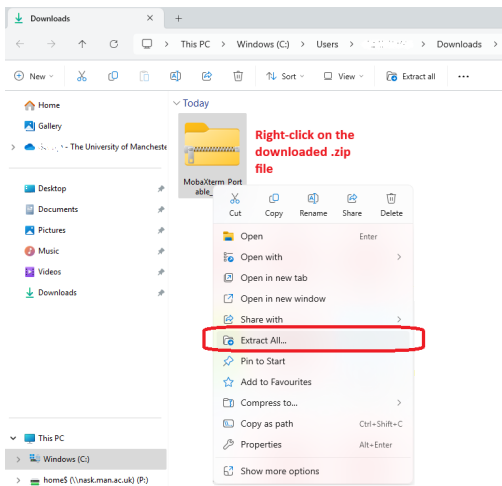 Downloads
This PC > Windows (C:) > Users > > Downloads >
New Sort View Extract all ...
Home
Gallery
- The University of Mancheste
Desktop
Documents
Pictures
Music
Videos
Downloads
This PC
Windows (C:)
home$ (\\nask.man.ac.uk) (P:)
Today
MobaXterm_Port
able_
Right-click on the
downloaded .zip
file
Cut Copy Rename Share Delete
Open Enter
Open with
Open in new tab
Open in new window
Share with
Extract All...
Pin to Start
Add to Favourites
Compress to...
Copy as path Ctrl+Shift+C
Properties Alt+Enter
Show more options